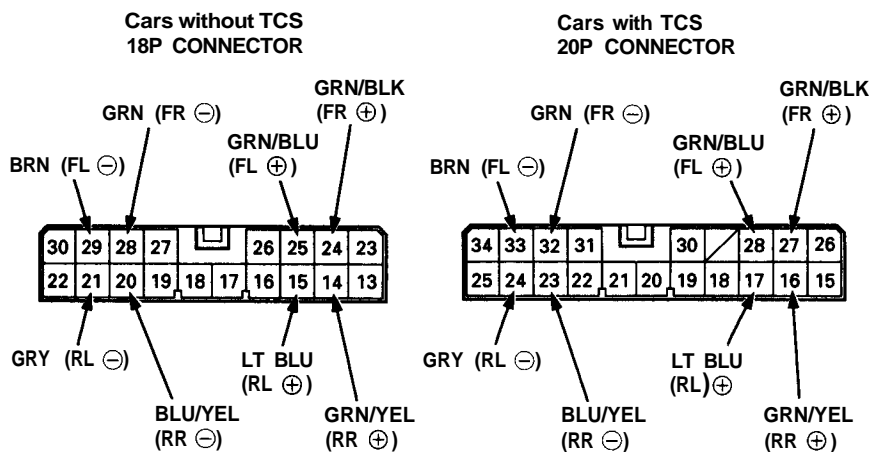 Cars without TCS
18P CONNECTOR
GRN/BLK
(FR ⊕)
GRN (FR ⊖)
GRN/BLU
(FL ⊕)
BRN (FL ⊖)
30 29 28 27 26 25 24 23
22 21 20 19 18 17 16 15 14 13
GRY (RL ⊖)
LT BLU
(RL ⊕)
BLU/YEL
(RR ⊖)
GRN/YEL
(RR ⊕)
Cars with TCS
20P CONNECTOR
GRN/BLK
(FR ⊕)
GRN (FR ⊖)
GRN/BLU
(FL ⊕)
BRN (FL ⊖)
34 33 32 31 30 28 27 26
25 24 23 22 21 20 19 18 17 16 15
GRY (RL ⊖)
LT BLU
(RL)⊕
BLU/YEL
(RR ⊖)
GRN/YEL
(RR ⊕)